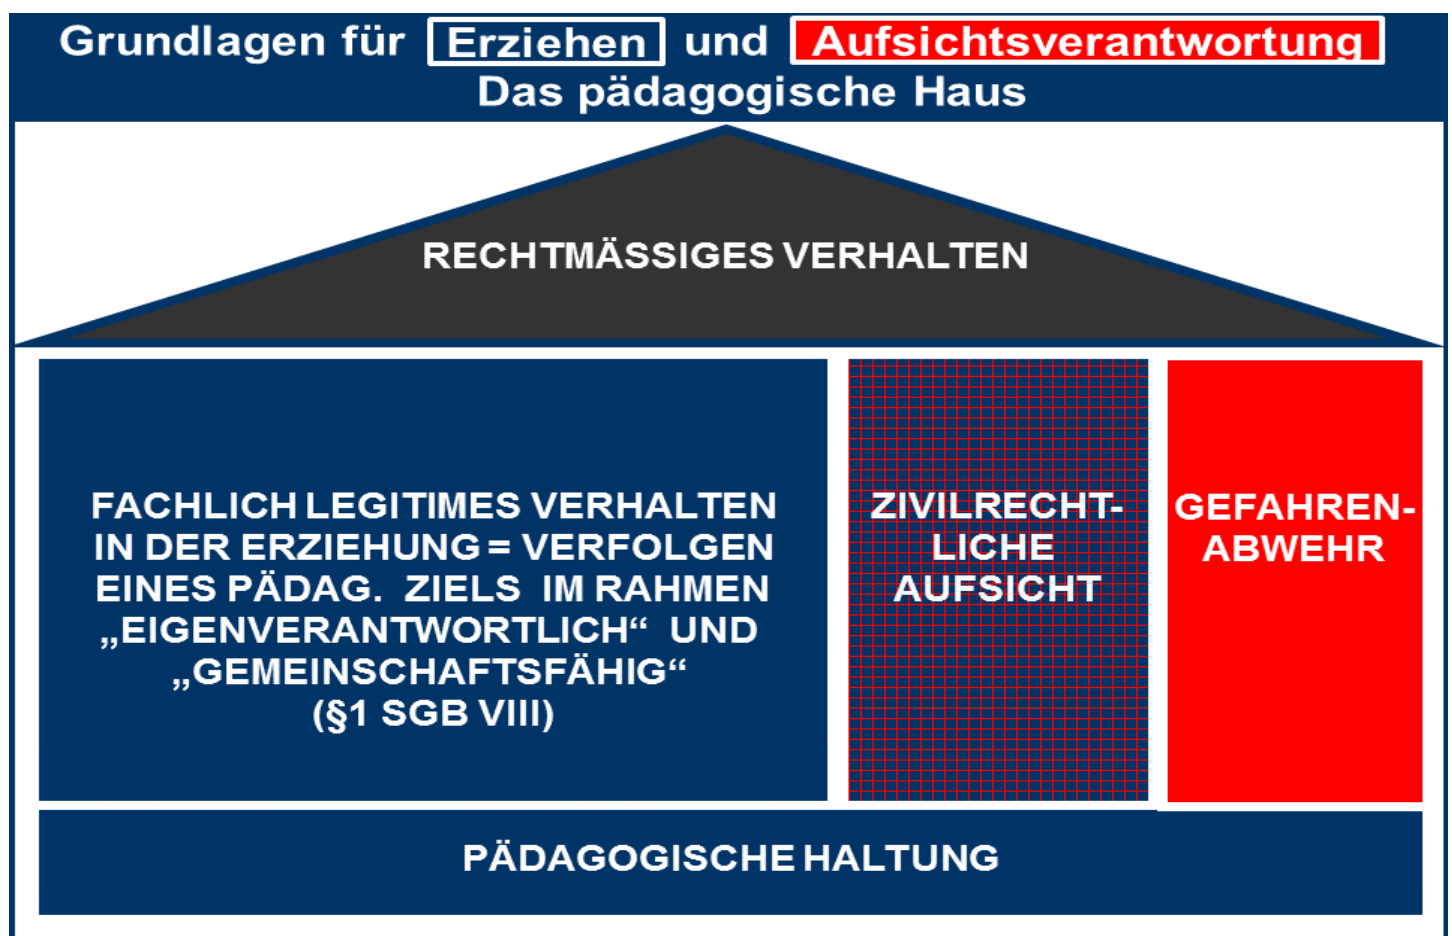 Grundlagen für Erziehen und Aufsichtsverantwortung
Das pädagogische Haus
RECHTMÄSSIGES VERHALTEN
FACHLICH LEGITIMES VERHALTEN
IN DER ERZIEHUNG = VERFOLGEN
EINES PÄDAG. ZIELS IM RAHMEN
„EIGENVERANTWORTLICH“ UND
„GEMEINSCHAFTSFÄHIG“
(§1 SGB VIII)
ZIVILRECHT-
LICHE
AUFSICHT
GEFAHREN-
ABWEHR
PÄDAGOGISCHE HALTUNG